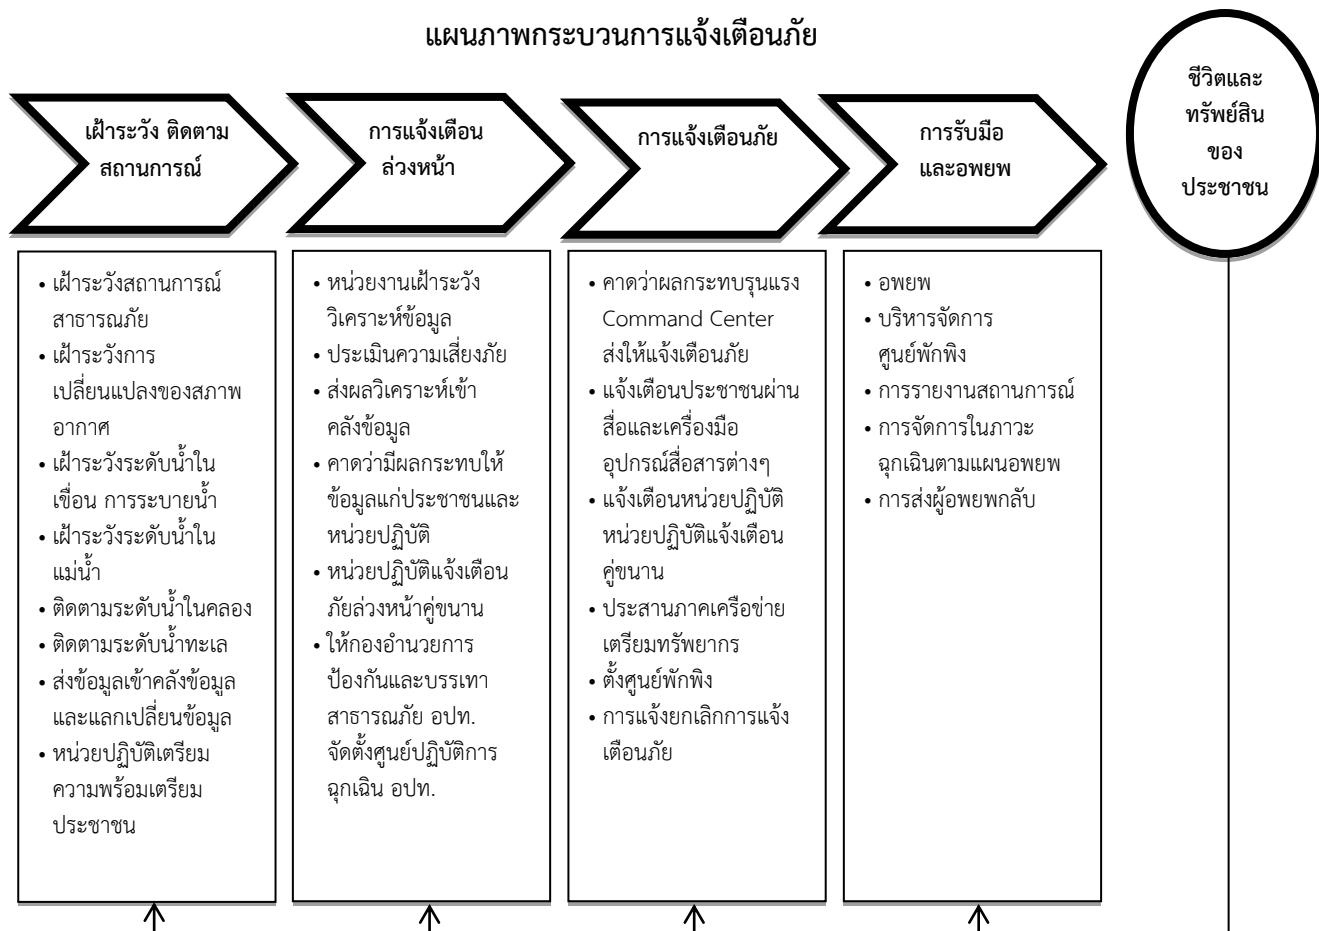 แผนภาพกระบวนการแจ้งเตือนภัย
เฝ้าระวัง ติดตาม
สถานการณ์
การแจ้งเตือน
ล่วงหน้า
การแจ้งเตือนภัย
การรับมือ
และอพยพ
ชีวิตและ
ทรัพย์สิน
ของ
ประชาชน
• เฝ้าระวังสถานการณ์
สาธารณภัย
• เฝ้าระวังการ
เปลี่ยนแปลงของสภาพ
อากาศ
• เฝ้าระวังระดับน้ำใน
เขื่อน การระบายน้ำ
• เฝ้าระวังระดับน้ำใน
แม่น้ำ
• ติดตามระดับน้ำในคลอง
• ติดตามระดับน้ำทะเล
• ส่งข้อมูลเข้าคลังข้อมูล
และแลกเปลี่ยนข้อมูล
• หน่วยปฏิบัติเตรียม
ความพร้อมเตรียม
ประชาชน
• หน่วยงานเฝ้าระวัง
วิเคราะห์ข้อมูล
• ประเมินความเสี่ยงภัย
• ส่งผลวิเคราะห์เข้า
คลังข้อมูล
• คาดว่ามีผลกระทบให้
ข้อมูลแก่ประชาชนและ
หน่วยปฏิบัติ
• หน่วยปฏิบัติแจ้งเตือน
ภัยล่วงหน้าคู่ขนาน
• ให้กองอำนวยการ
ป้องกันและบรรเทา
สาธารณภัย อปท.
จัดตั้งศูนย์ปฏิบัติการ
ฉุกเฉิน อปท.
• คาดว่าผลกระทบรุนแรง
Command Center
ส่งให้แจ้งเตือนภัย
• แจ้งเตือนประชาชนผ่าน
สื่อและเครื่องมือ
อุปกรณ์สื่อสารต่างๆ
• แจ้งเตือนหน่วยปฏิบัติ
หน่วยปฏิบัติแจ้งเตือน
คู่ขนาน
• ประสานภาคเครือข่าย
เตรียมทรัพยากร
• ตั้งศูนย์พักพิง
• การแจ้งยกเลิกการแจ้ง
เตือนภัย
• อพยพ
• บริหารจัดการ
ศูนย์พักพิง
• การรายงานสถานการณ์
• การจัดการในภาวะ
ฉุกเฉินตามแผนอพยพ
• การส่งผู้อพยพกลับ